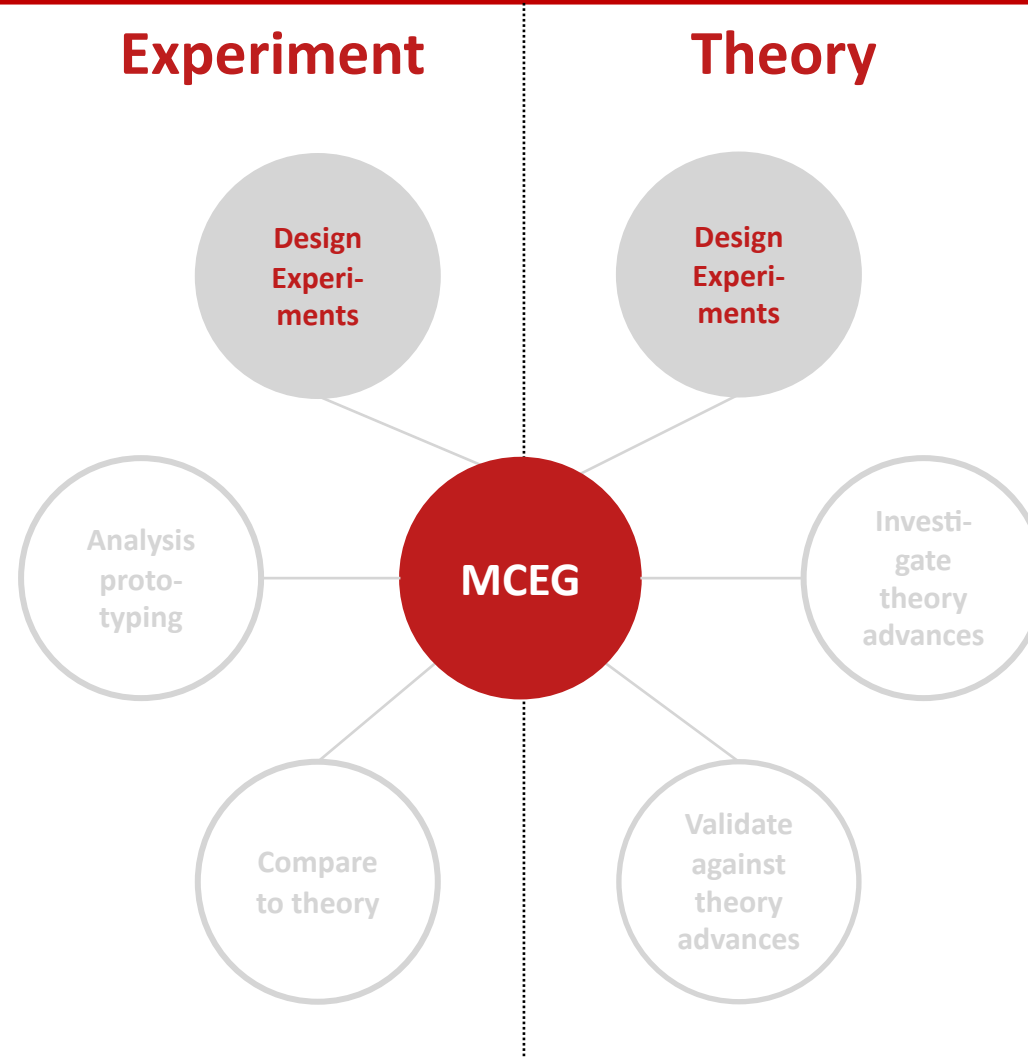 Experiment
Theory
Design
Experi-
ments
Design
Experi-
ments
Analysis
proto-
typing
MCEG
Investi-
gate
theory
advances
Compare
to theory
Validate
against
theory
advances